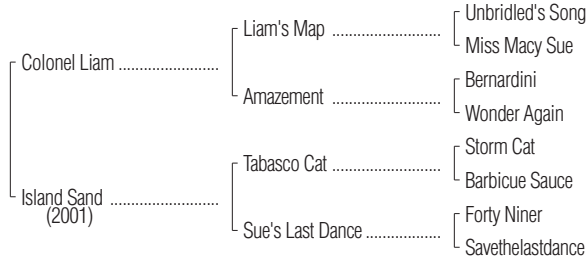 Unbridled's Song
Liam's Map ........................
Miss Macy Sue
Colonel Liam ......................
Bernardini
Amazement ........................
Wonder Again
Storm Cat
Tabasco Cat ........................
Barbicue Sauce
Island Sand ........................
(2001)
Forty Niner
Sue's Last Dance ................
Savethelastdance